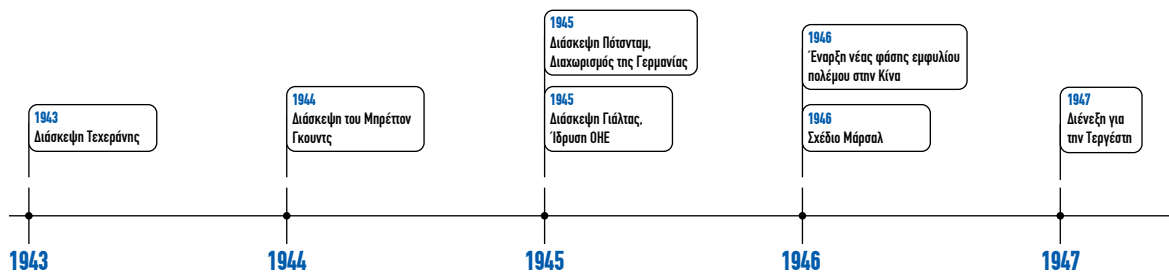 1943
Διάσκεψη Τεχεράνης
1944
Διάσκεψη του Μπρέττον
Γκουντς
1945
Διάσκεψη Πότσνταμ,
Διαχωρισμός της Γερμανίας
1945
Διάσκεψη Γιάλτας,
Ίδρυση ΟΗΕ
1946
Έναρξη νέας φάσης εμφυλίου
πολέμου στην Κίνα
1946
Σχέδιο Μάρσαλ
1947
Διένεξη για
την Τεργέστη
1943
1944
1945
1946
1947